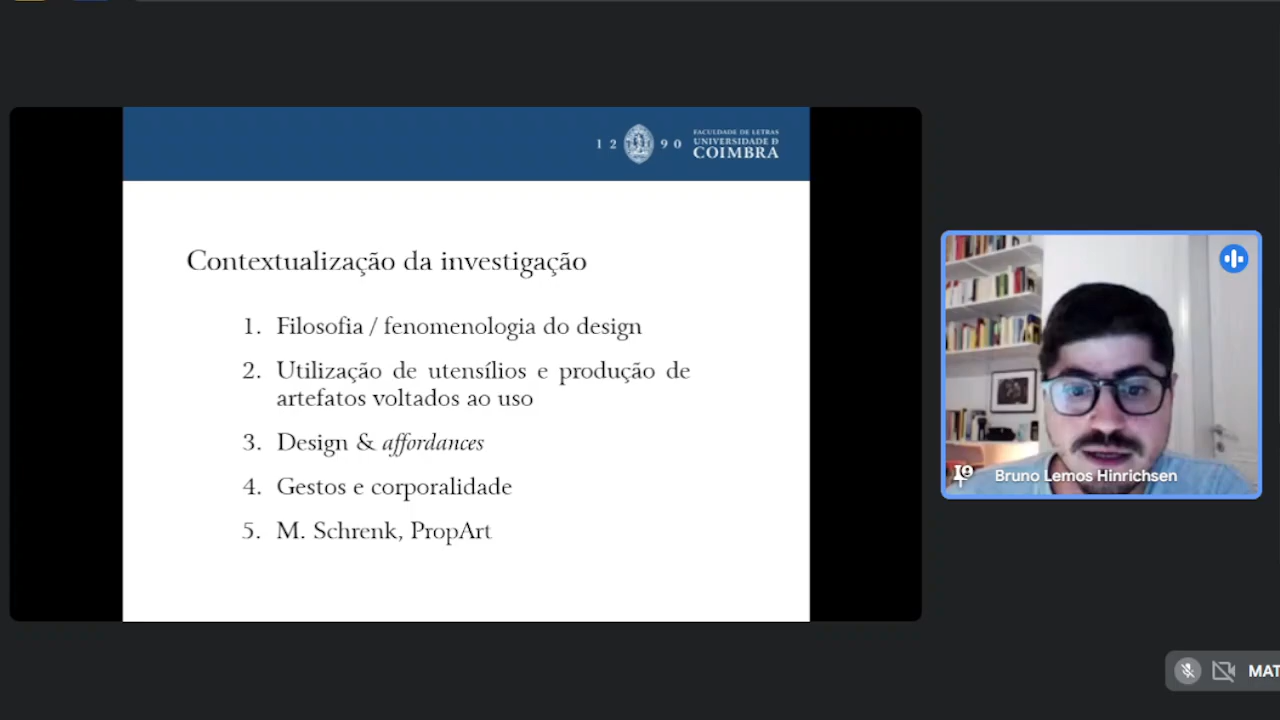 1 2 9 0
FACULDADE DE LETRAS
UNIVERSIDADE D
COIMBRA
Contextualização da investigação
1. Filosofia / fenomenologia do design
2. Utilização de utensílios e produção de
artefatos voltados ao uso
3. Design & affordances
4. Gestos e corporalidade
5. M. Schrenk, PropArt
Bruno Lemos Hinrichsen
MAT